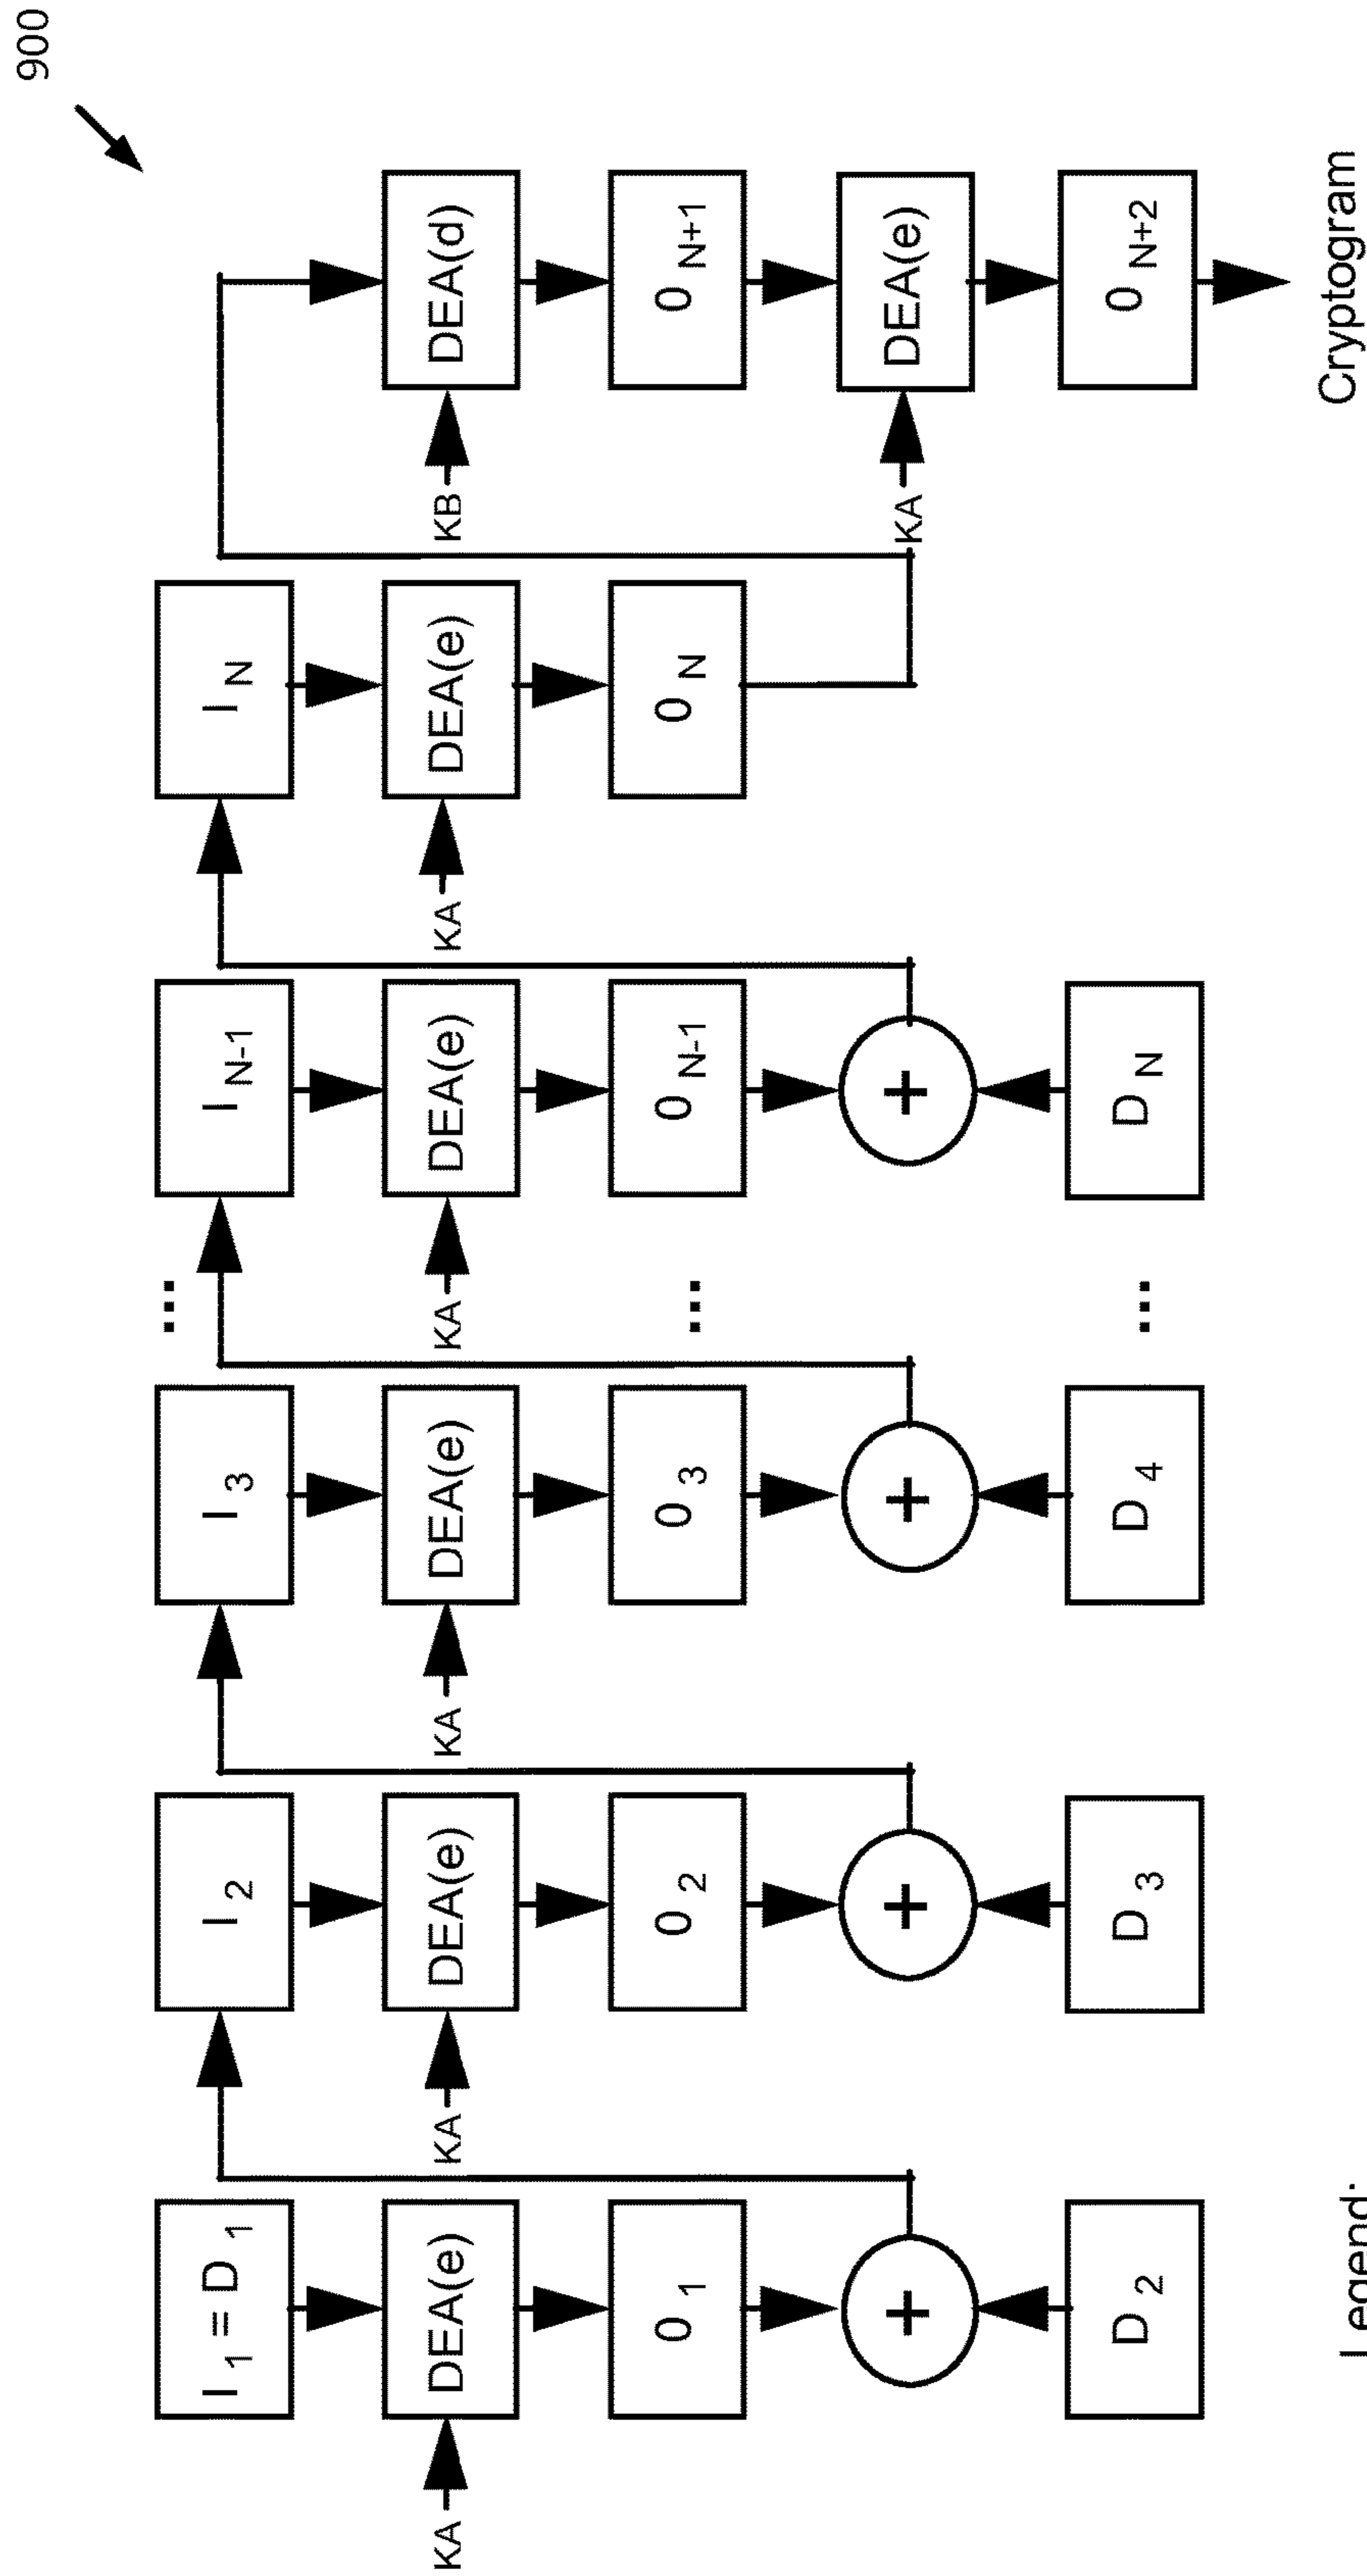 900
I 1 = D 1
I 2
I 3
...
I N-1
I N
KA
DEA(e)
KA
DEA(e)
KA
DEA(e)
KA
DEA(e)
KA
DEA(e)
KB
DEA(d)
0 1
0 2
0 3
...
0 N-1
0 N
0 N+1
+
+
+
+
KA
DEA(e)
D 2
D 3
D 4
...
D N
0 N+2
Legend:
Cryptogram